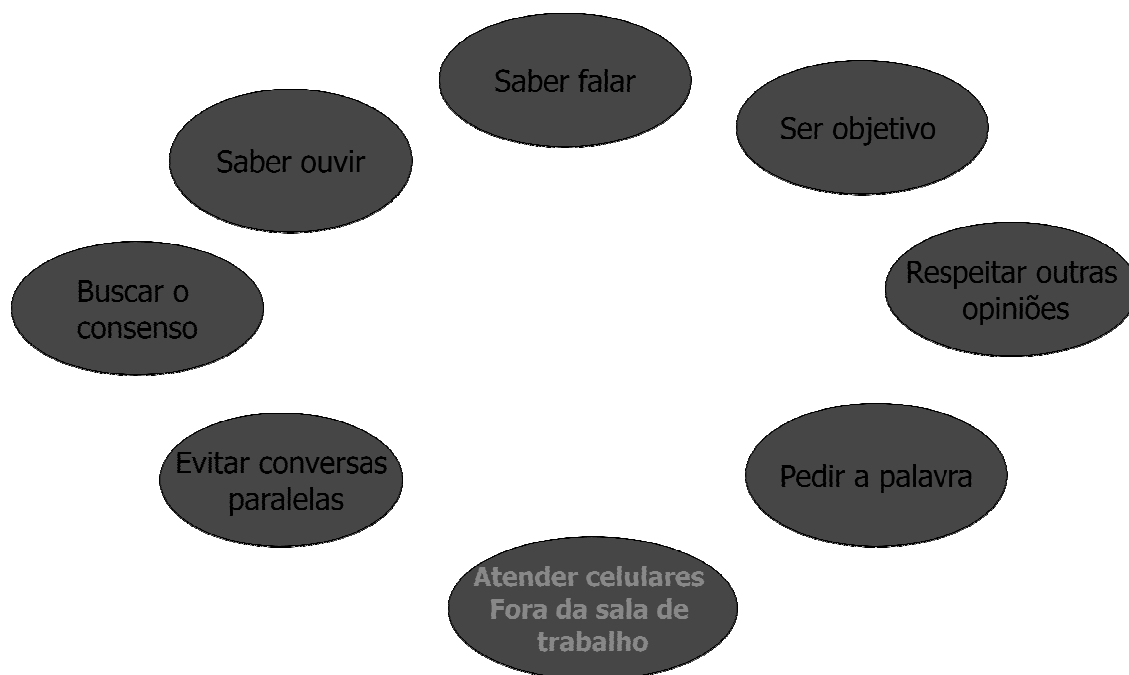 Saber falar
Ser objetivo
Saber ouvir
Respeitar outras
opiniões
Buscar o
consenso
Evitar conversas
paralelas
Pedir a palavra
Atender celulares
Fora da sala de
trabalho